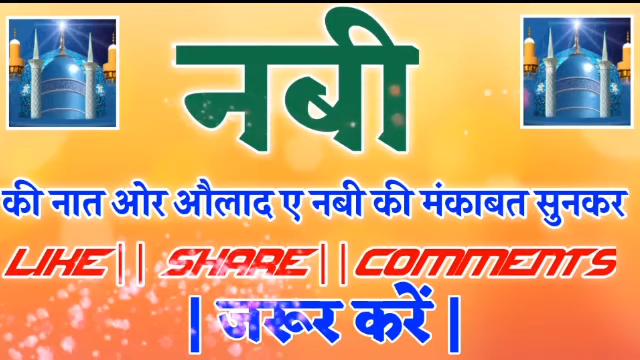 नबी
की नात ओर औलाद ए नबी की मंकाबत सुनकर
LIKE|| SHARE||COMMENTS
| जरूर करें |